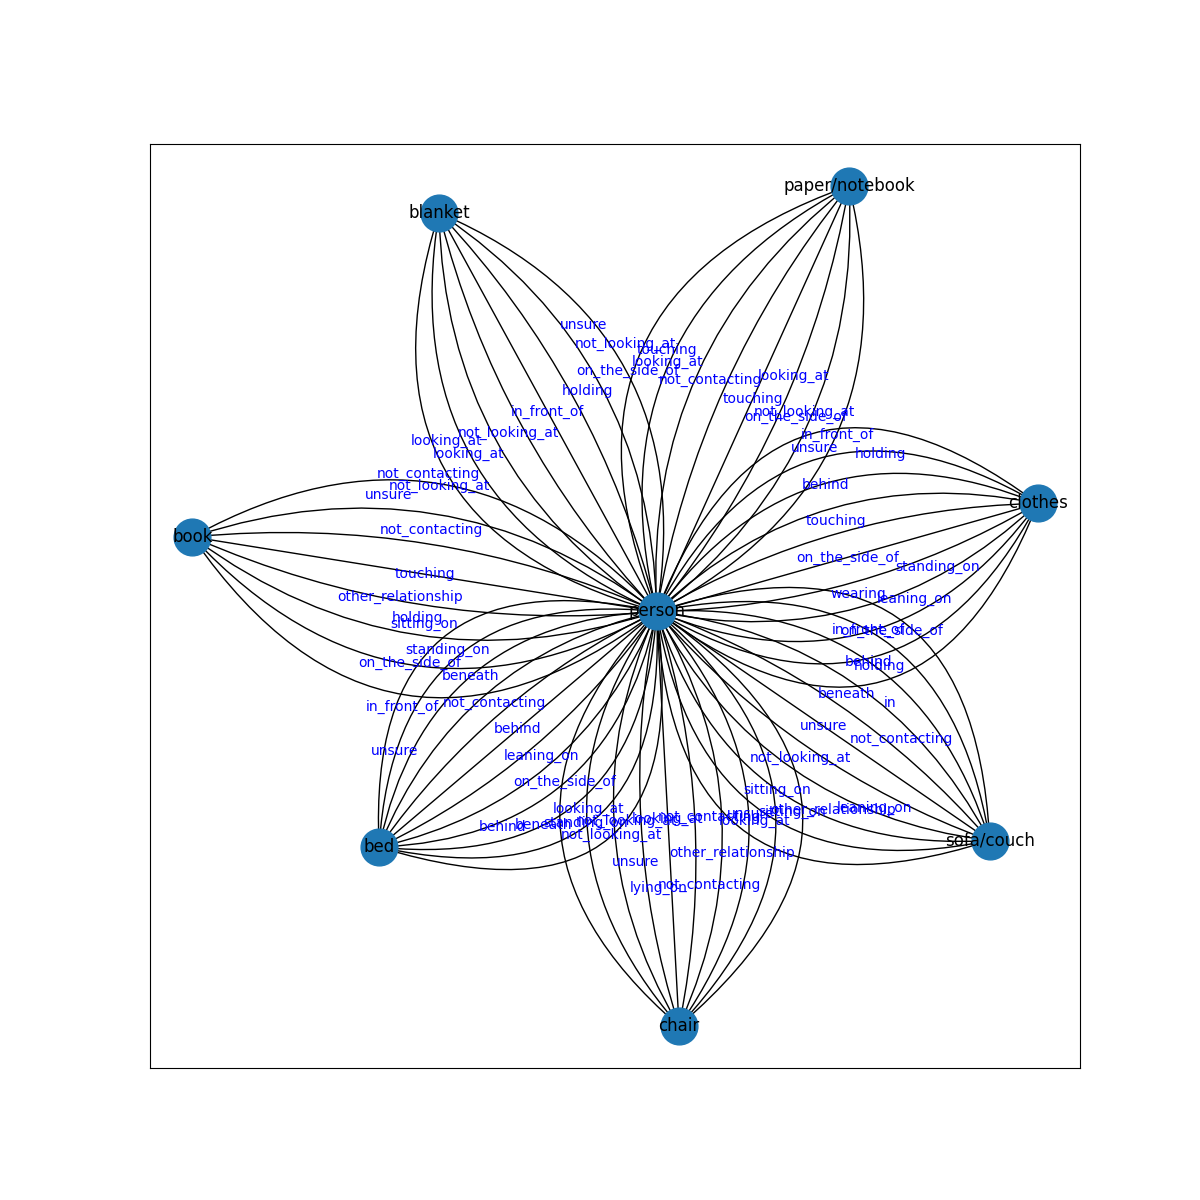 paper/notebook
blanket
unsure
not_looking_at
touching
looking_at
on_the_side_of
not_contacting
looking_at
holding
touching
in_front_of
not_looking_at
on_the_side_of
not_looking_at
in_front_of
looking_at
unsure
looking_at
holding
not_contacting
behind
not_looking_at
unsure
clothes
touching
not_contacting
book
on_the_side_of
standing_on
touching
wearing
other_relationship
leaning_on
person
holding
sitting_on
in_front_of
on_the_side_of
standing_on
on_the_side_of
behind
holding
beneath
beneath
not_contacting
in
in_front_of
unsure
behind
not_contacting
unsure
leaning_on
not_looking_at
on_the_side_of
sitting_on
looking_at
leaning_on
other_relationship
sitting_on
unsure
not_contacting
looking_at
not_looking_at
looking_at
standing_on
beneath
behind
not_looking_at
sofa/couch
bed
other_relationship
unsure
lying_on
not_contacting
chair